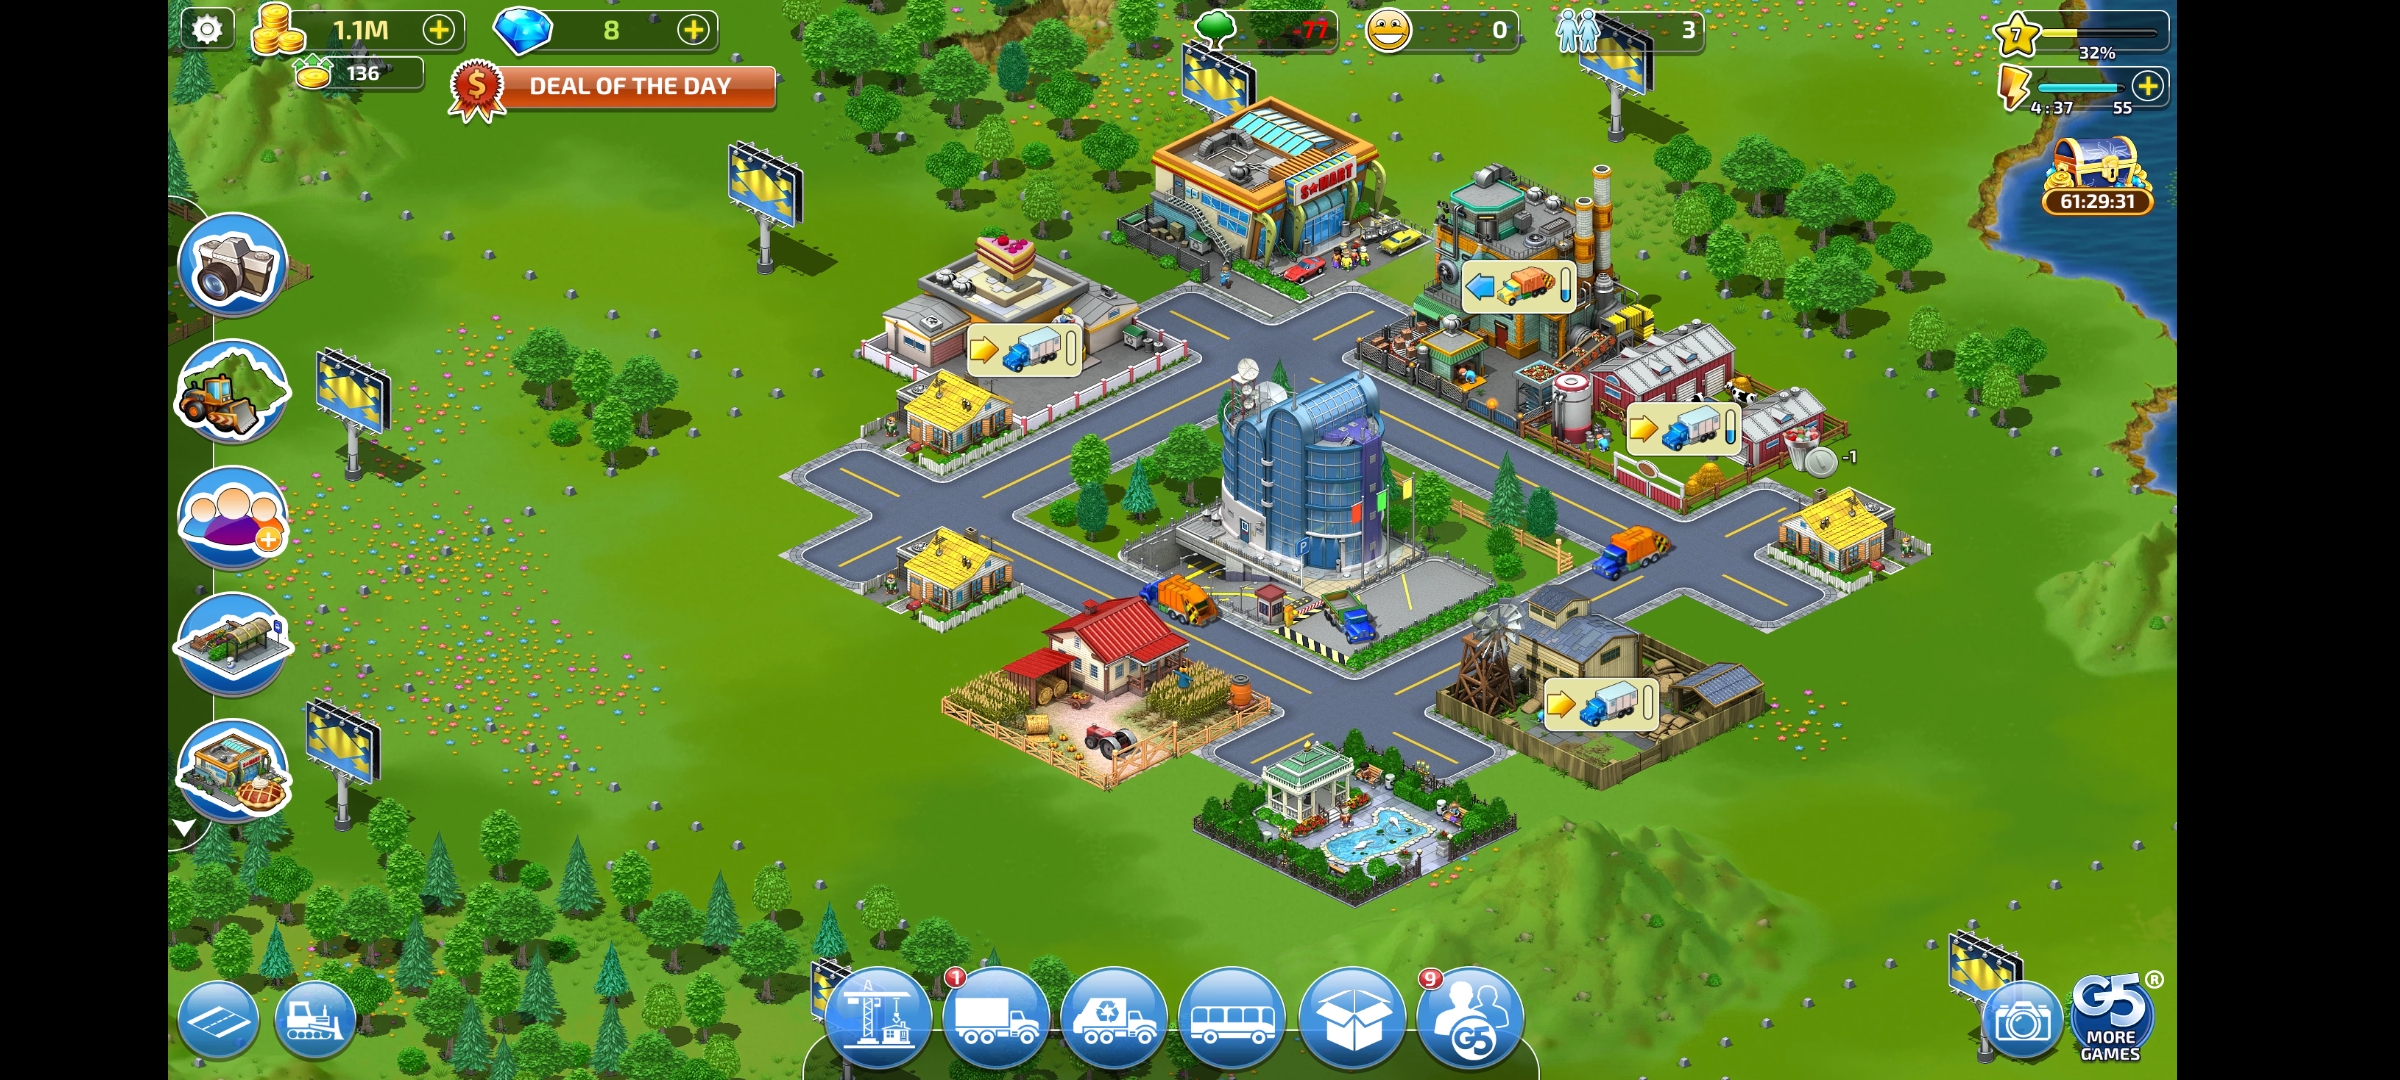 1.1M
8
-77
0
3
7
32%
136
DEAL OF THE DAY
4:37
55
61:29:31
S★MART
-1
P
1
9
G5
G5®
MORE
GAMES